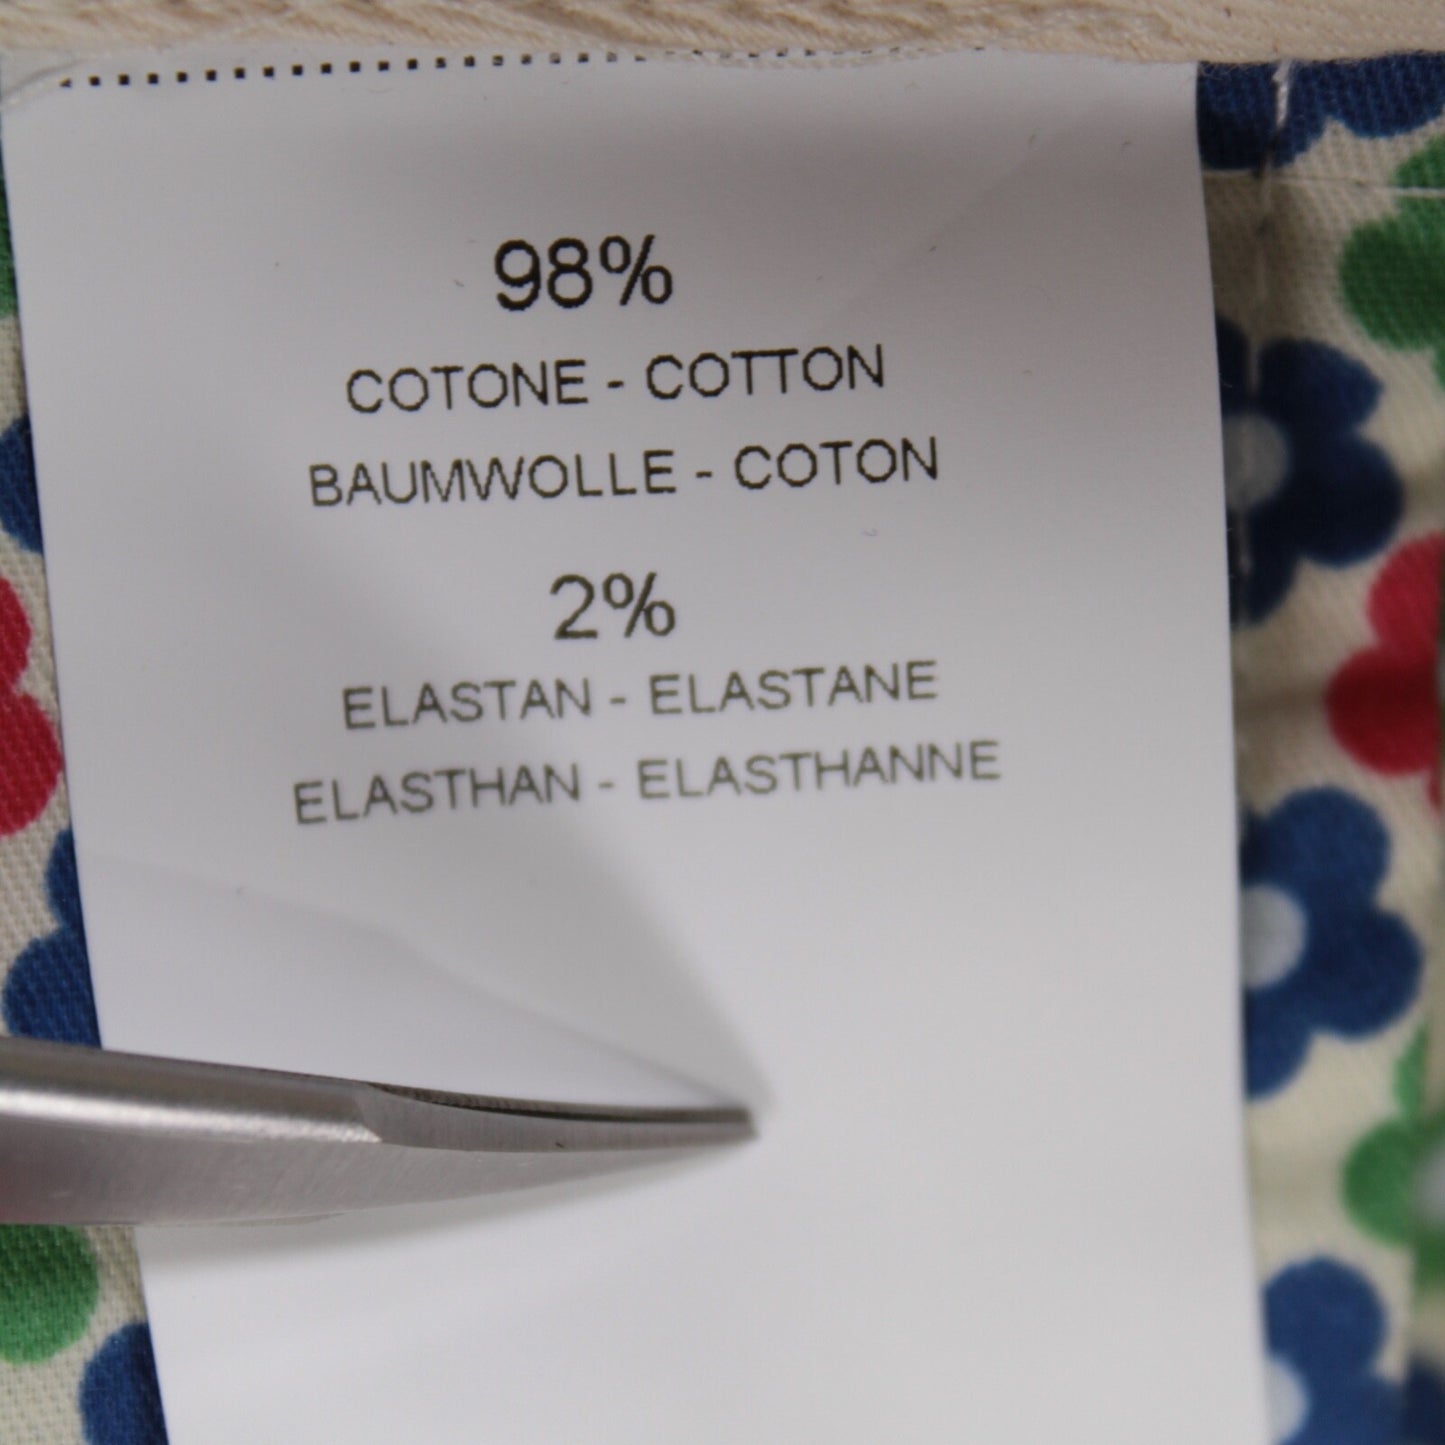 98%
COTONE - COTTON
BAUMWOLLE - COTON
2%
ELASTAN - ELASTANE
ELASTHAN - ELASTHANNE